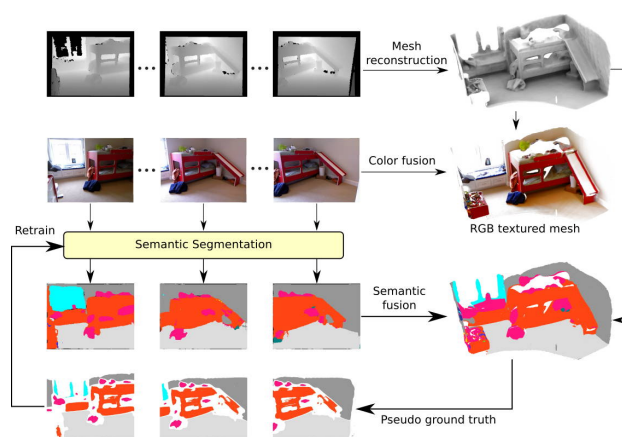 Mesh
reconstruction
Color fusion
RGB textured mesh
Retrain
Semantic Segmentation
Semantic
fusion
Pseudo ground truth